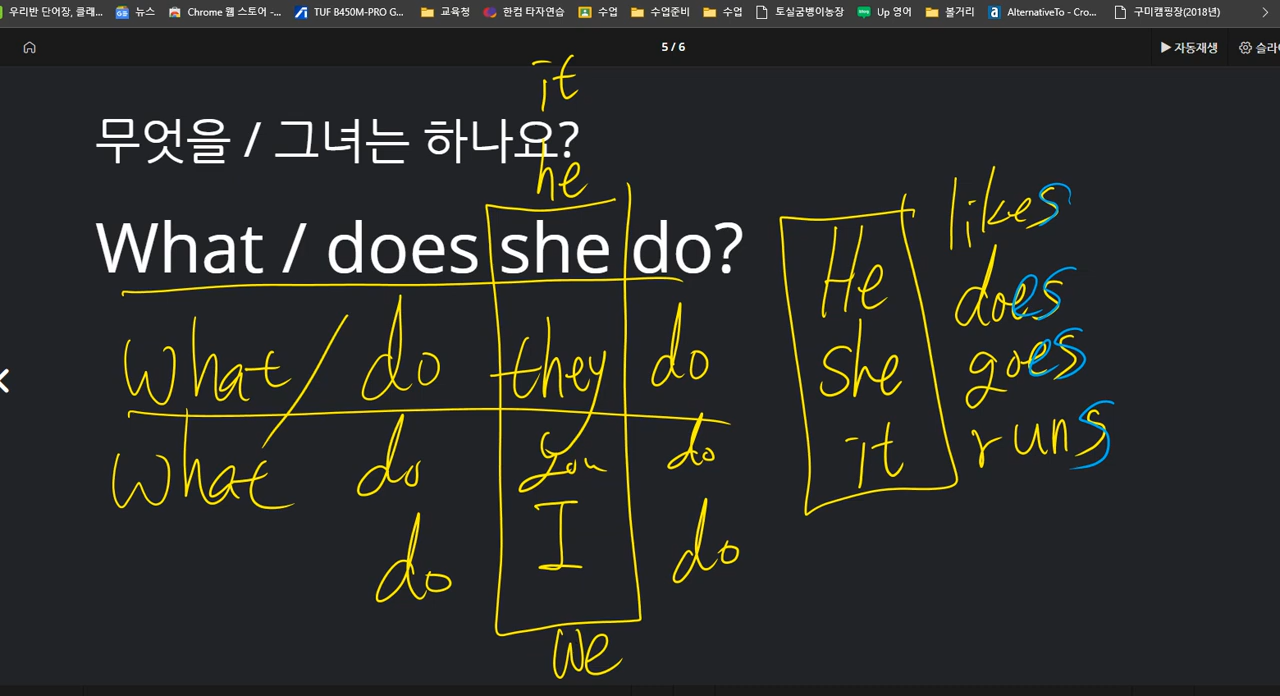 우리반 단어장, 클래... 뉴스 Chrome 웹 스토어 -... TUF B450M-PRO G... 교육청 한컴 타자연습 수업 수업준비 수업 토실굼벵이농장 Up 영어 볼거리 AlternativeTo - Cro... 구미캠핑장(2018년)
5 / 6 자동재생 슬라
it
무엇을 / 그녀는 하나요?
he
What / does she do?
What / do they do
What do you do
do I do
we
He likes
She does
it goes
runs